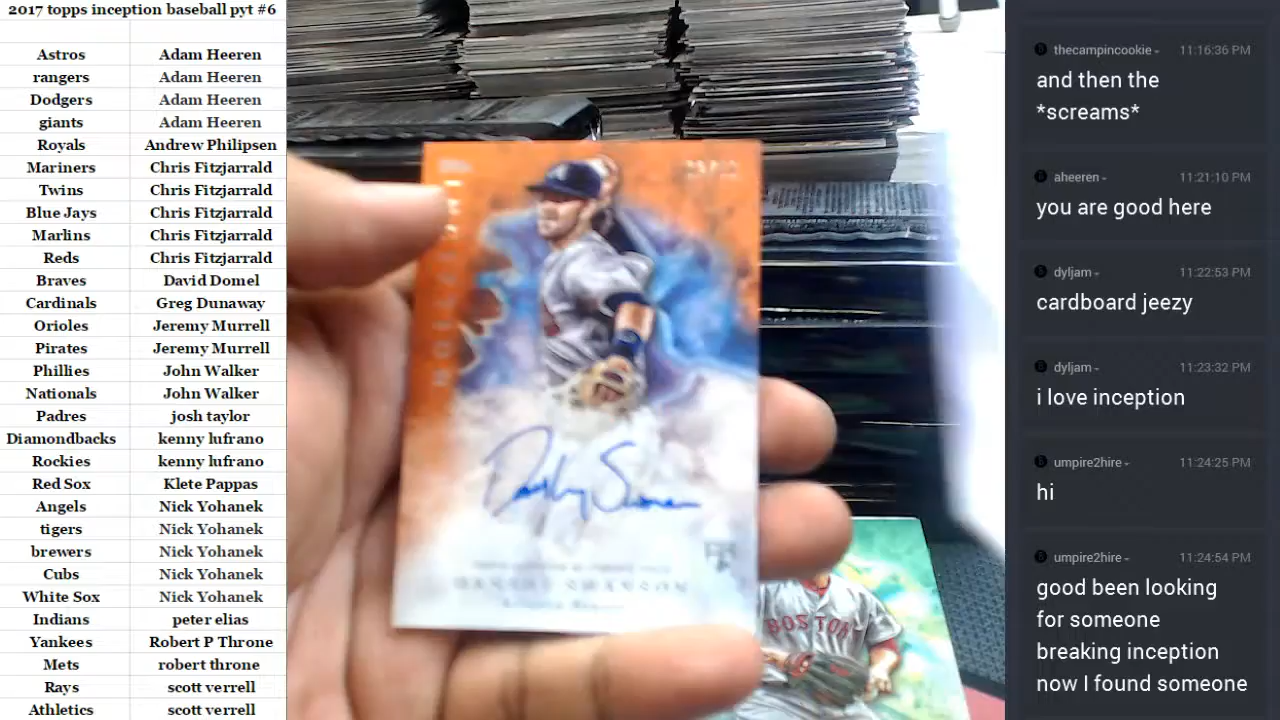 2017 topps inception baseball pyt #6
Astros Adam Heeren
rangers Adam Heeren
Dodgers Adam Heeren
giants Adam Heeren
Royals Andrew Philipsen
Mariners Chris Fitzjarrald
Twins Chris Fitzjarrald
Blue Jays Chris Fitzjarrald
Marlins Chris Fitzjarrald
Reds Chris Fitzjarrald
Braves David Domel
Cardinals Greg Dunaway
Orioles Jeremy Murrell
Pirates Jeremy Murrell
Phillies John Walker
Nationals John Walker
Padres josh taylor
Diamondbacks kenny lufrano
Rockies kenny lufrano
Red Sox Klete Pappas
Angels Nick Yohanek
tigers Nick Yohanek
brewers Nick Yohanek
Cubs Nick Yohanek
White Sox Nick Yohanek
Indians peter elias
Yankees Robert P Throne
Mets robert throne
Rays scott verrell
Athletics scott verrell
INCEPTION
Dansby Swanson
DANSBY SWANSON
BOSTON
thecampincookie 11:16:36 PM
and then the
*screams*
aheeren 11:21:10 PM
you are good here
dyljam 11:22:53 PM
cardboard jeezy
dyljam 11:23:32 PM
i love inception
umpire2hire 11:24:25 PM
hi
umpire2hire 11:24:54 PM
good been looking
for someone
breaking inception
now I found someone